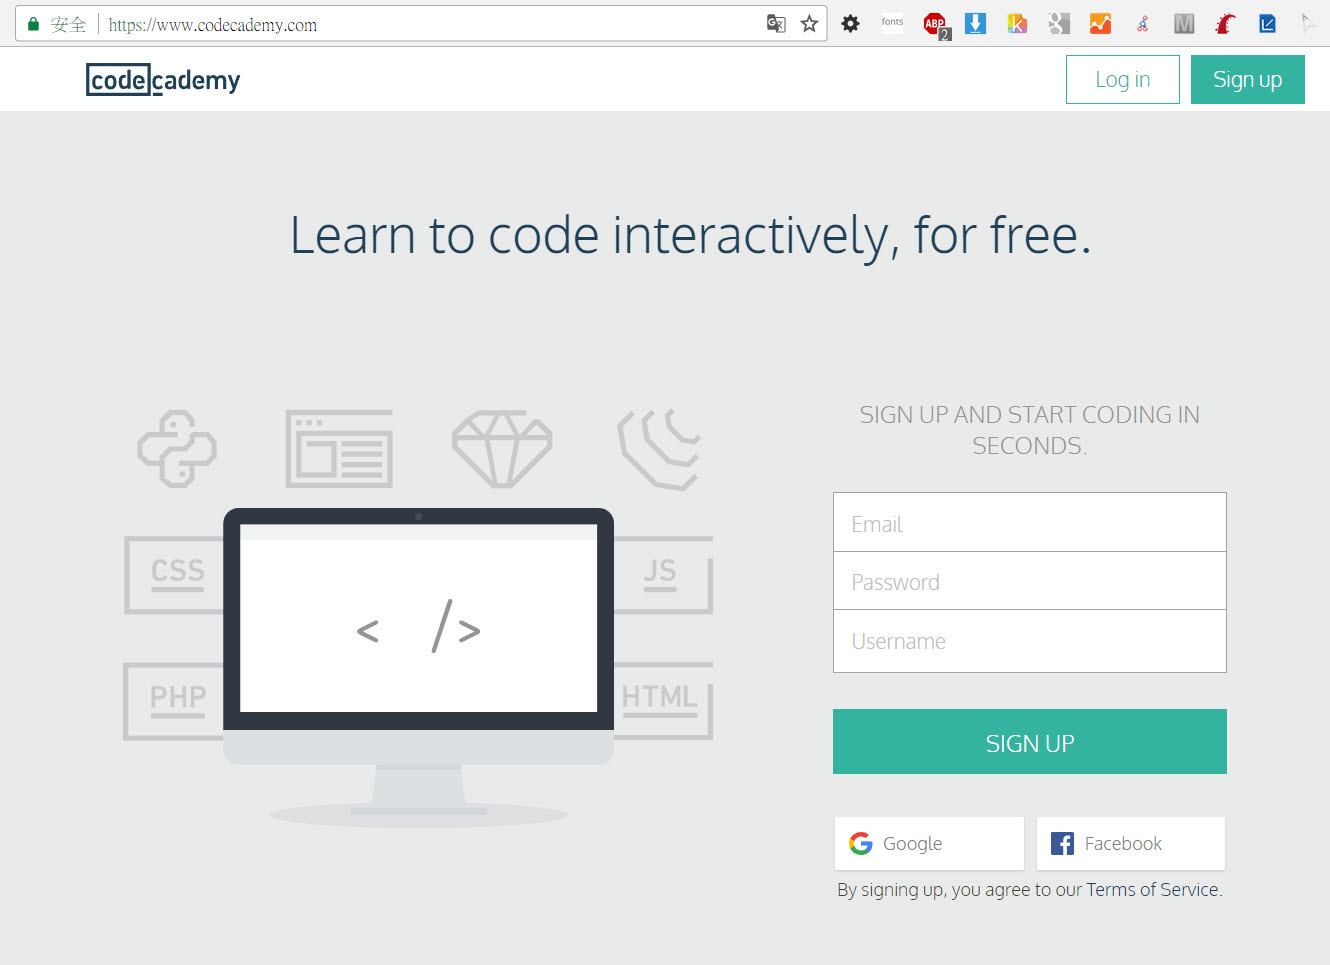 安全 https://www.codecademy.com
fonts
ABP
2
codecademy
Log in
Sign up
Learn to code interactively, for free.
SIGN UP AND START CODING IN
SECONDS.
CSS
JS
< />
PHP
HTML
Email
Password
Username
SIGN UP
Google
Facebook
By signing up, you agree to our Terms of Service.